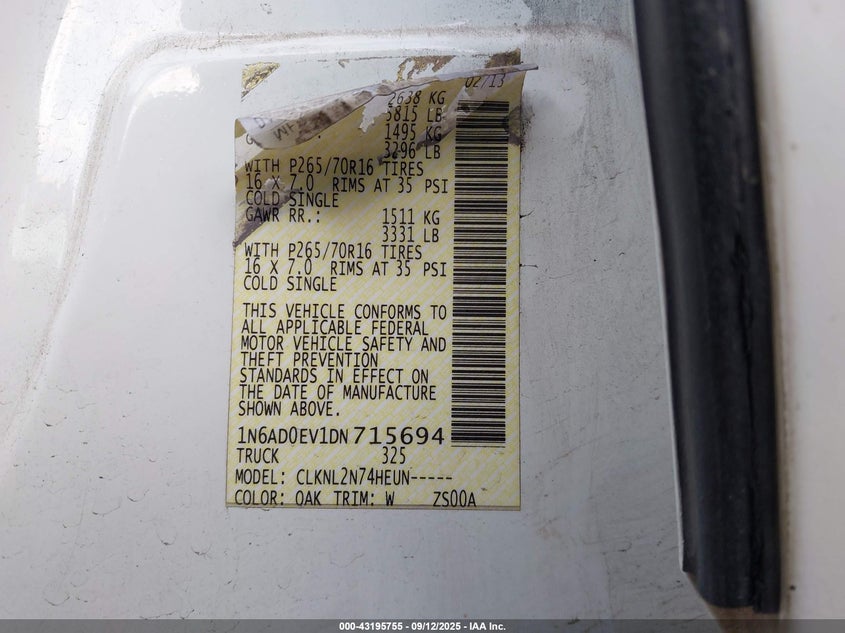 02/13
2638 KG
5815 LB
1495 KG
3296 LB
WITH P265/70R16 TIRES
16 X 7.0 RIMS AT 35 PSI
COLD SINGLE
GAWR RR.: 1511 KG
3331 LB
WITH P265/70R16 TIRES
16 X 7.0 RIMS AT 35 PSI
COLD SINGLE
THIS VEHICLE CONFORMS TO
ALL APPLICABLE FEDERAL
MOTOR VEHICLE SAFETY AND
THEFT PREVENTION
STANDARDS IN EFFECT ON
THE DATE OF MANUFACTURE
SHOWN ABOVE.
1N6AD0EV1DN715694
TRUCK 325
MODEL: CLKNL2N74HEUN-----
COLOR: QAK TRIM: W ZS00A
000-43195755 - 09/12/2025 - IAA Inc.